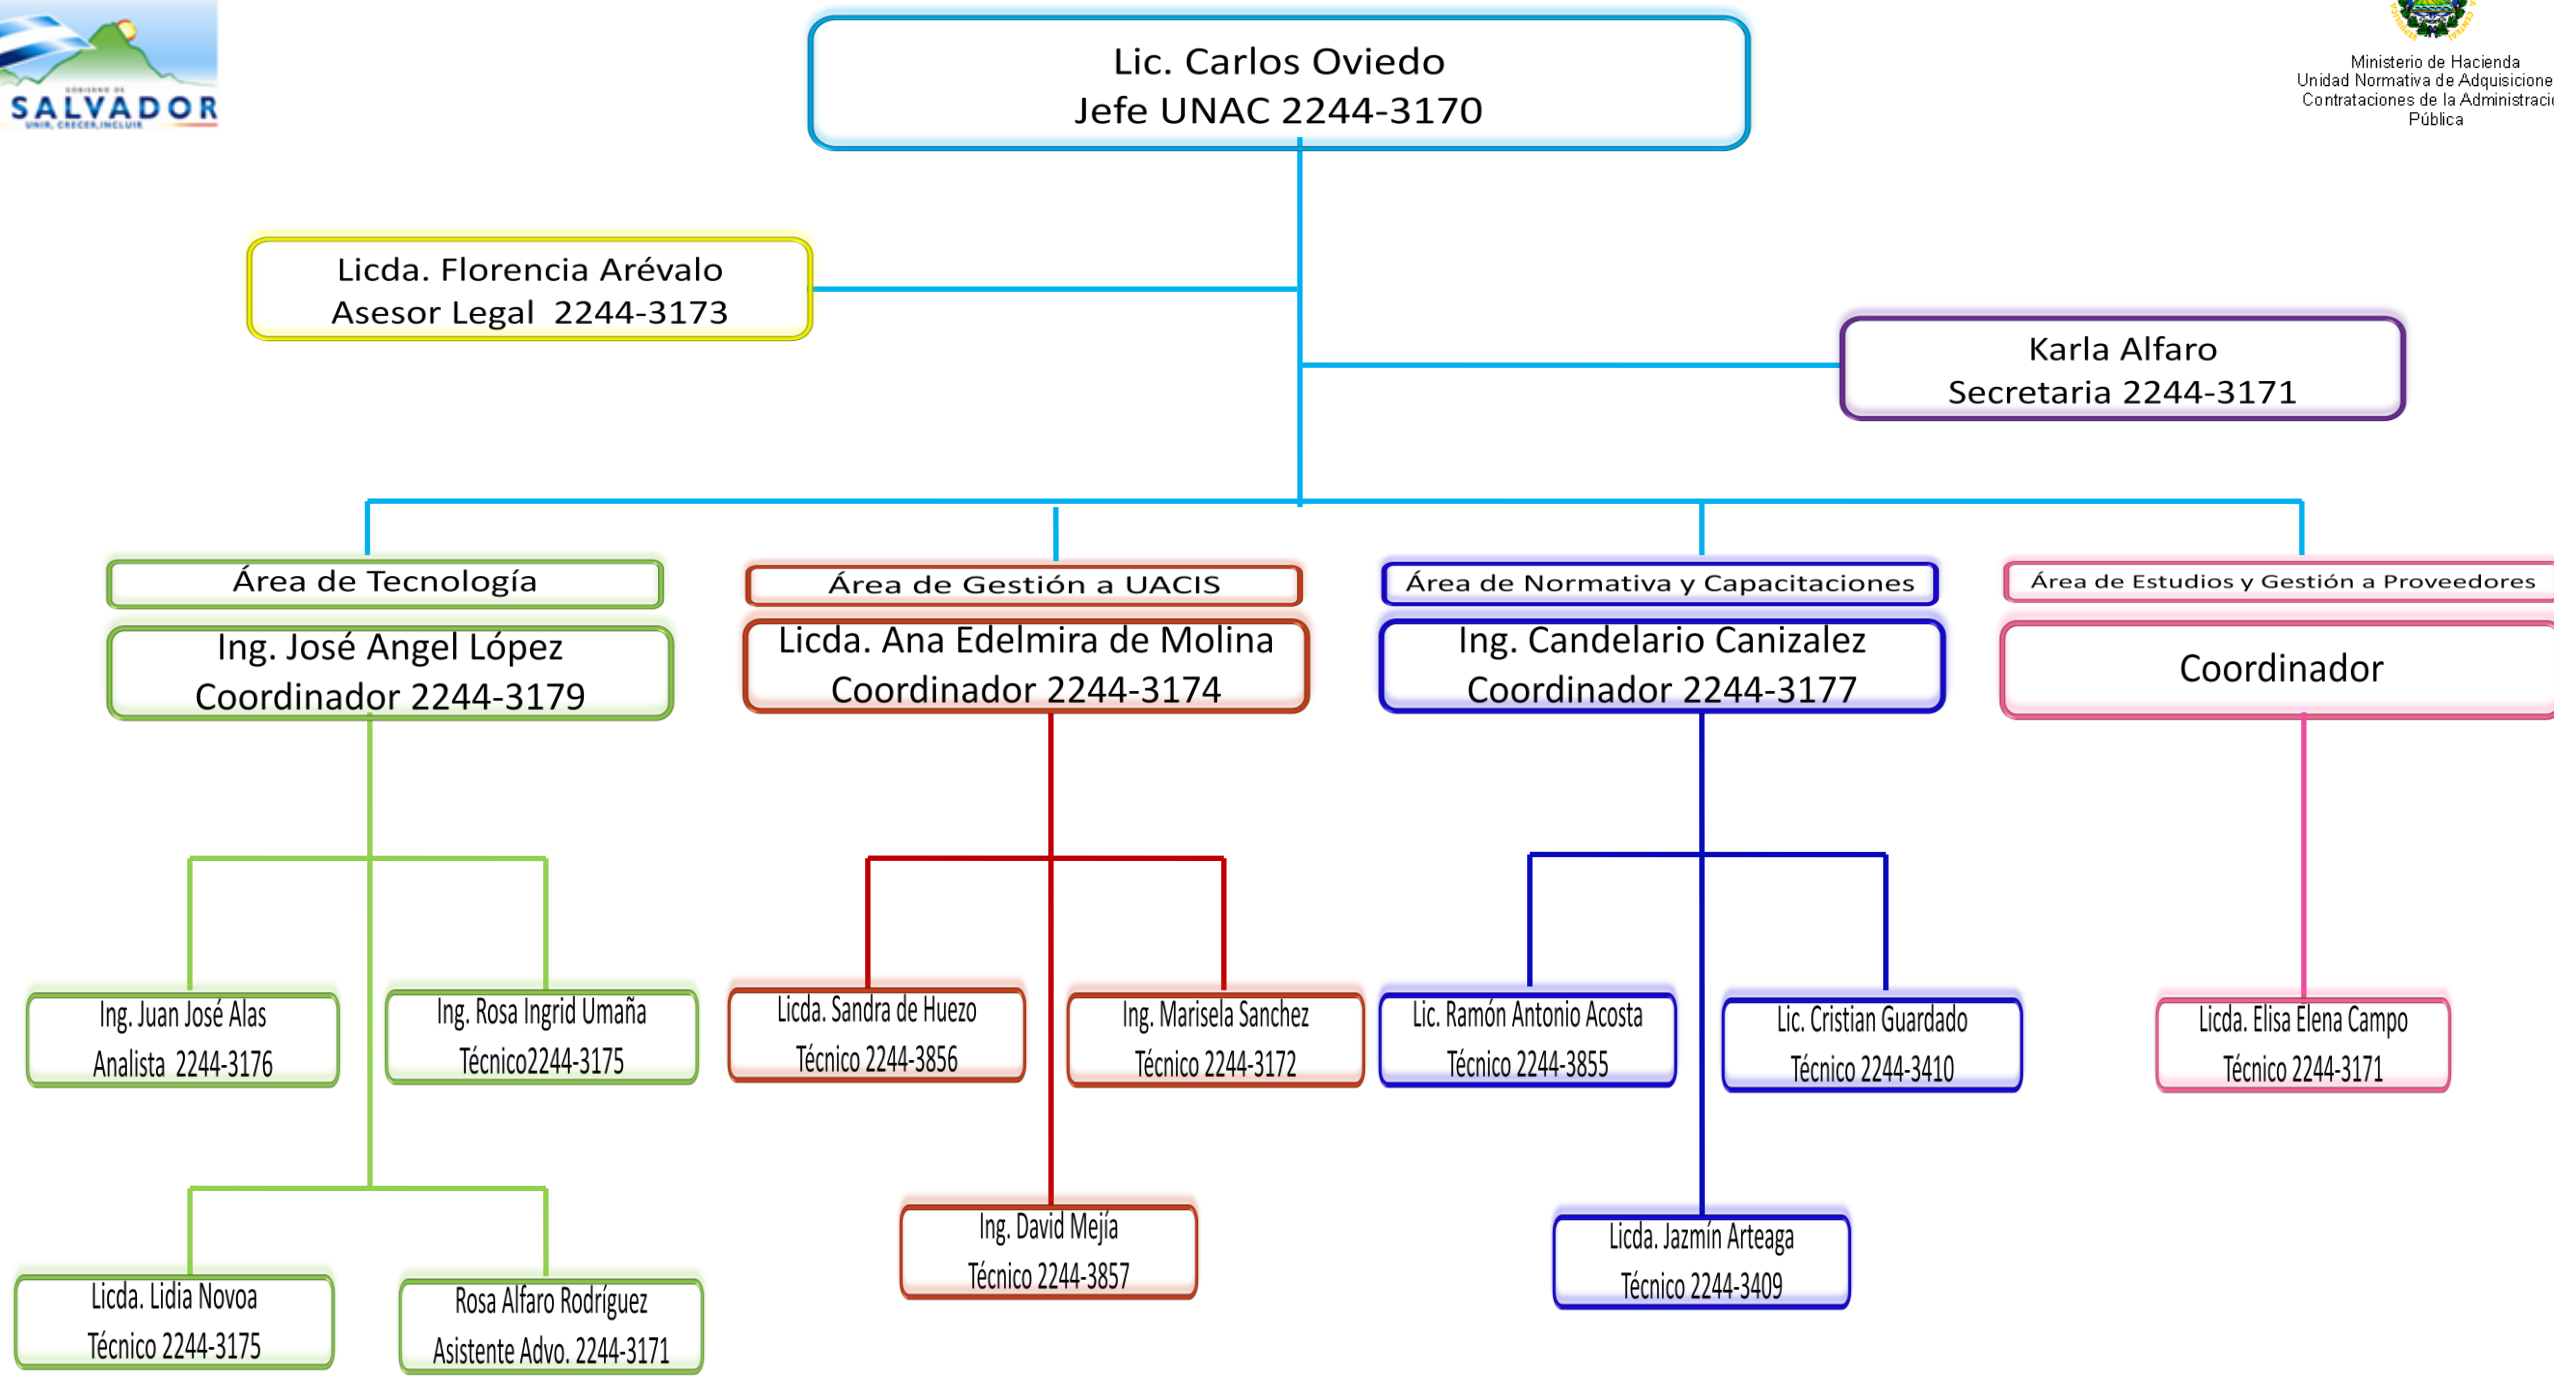 GOBIERNO DE
SALVADOR
UNIR, CRECER, INCLUIR
Lic. Carlos Oviedo
Jefe UNAC 2244-3170
Ministerio de Hacienda
Unidad Normativa de Adquisicione
Contrataciones de la Administraci
Pública
Licda. Florencia Arévalo
Asesor Legal 2244-3173
Karla Alfaro
Secretaria 2244-3171
Área de Tecnología
Ing. José Angel López
Coordinador 2244-3179
Área de Gestión a UACIS
Licda. Ana Edelmira de Molina
Coordinador 2244-3174
Área de Normativa y Capacitaciones
Ing. Candelario Canizalez
Coordinador 2244-3177
Área de Estudios y Gestión a Proveedores
Coordinador
Ing. Juan José Alas
Analista 2244-3176
Ing. Rosa Ingrid Umaña
Técnico2244-3175
Licda. Sandra de Huezo
Técnico 2244-3856
Ing. Marisela Sanchez
Técnico 2244-3172
Lic. Ramón Antonio Acosta
Técnico 2244-3855
Lic. Cristian Guardado
Técnico 2244-3410
Licda. Elisa Elena Campo
Técnico 2244-3171
Ing. David Mejía
Técnico 2244-3857
Licda. Jazmín Arteaga
Técnico 2244-3409
Licda. Lidia Novoa
Técnico 2244-3175
Rosa Alfaro Rodríguez
Asistente Advo. 2244-3171